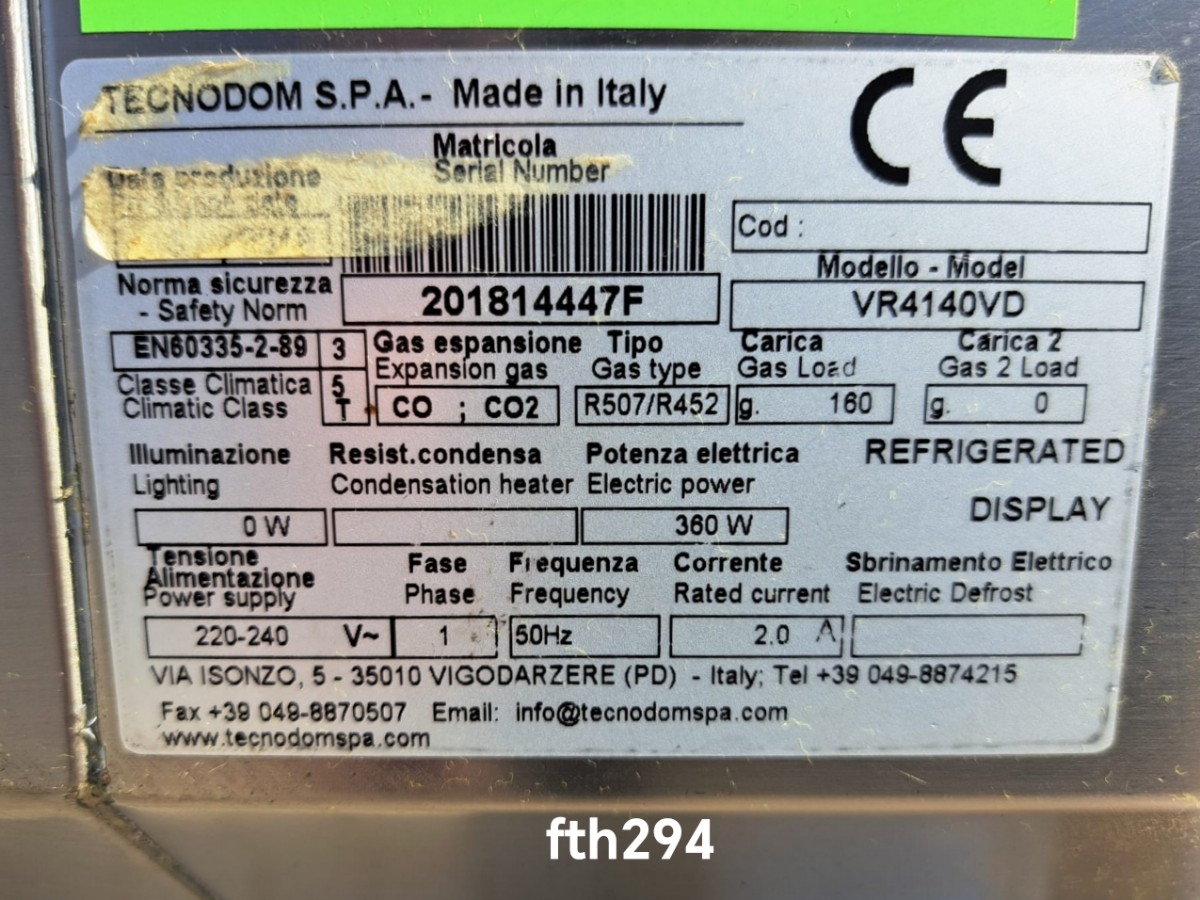 TECNODOM S.P.A.- Made in Italy
CE
Matricola
Serial Number
Data produzione
date
Cod :
Modello - Model
VR4140VD
Norma sicurezza
- Safety Norm
201814447F
EN60335-2-89 3
Classe Climatica 5
Climatic Class T
Gas espansione Tipo Carica Carica 2
Expansion gas Gas type Gas Load Gas 2 Load
CO ; CO2 R507/R452 g. 160 g. 0
Illuminazione Resist.condensa Potenza elettrica REFRIGERATED
Lighting Condensation heater Electric power
DISPLAY
0 W 360 W
Tensione
Alimentazione Fase Frequenza Corrente Sbrinamento Elettrico
Power supply Phase Frequency Rated current Electric Defrost
220-240 V~ 1 50Hz 2.0 A
VIA ISONZO, 5 - 35010 VIGODARZERE (PD) - Italy; Tel +39 049-8874215
Fax +39 049-8870507 Email: info@tecnodomspa.com
www.tecnodomspa.com
fth294